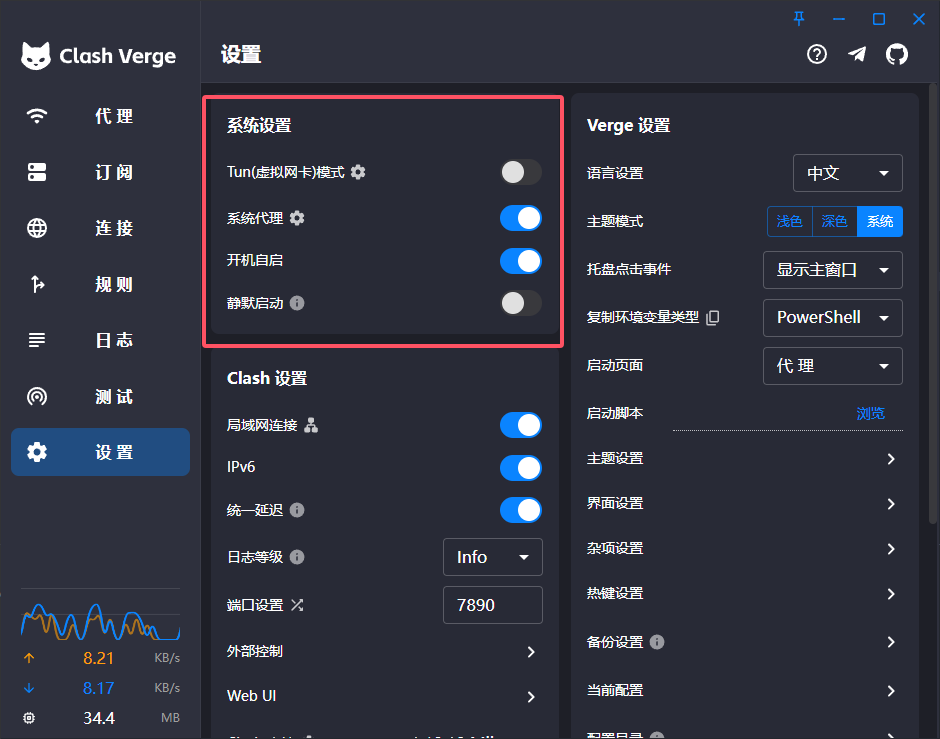 Clash Verge
代 理
订 阅
连 接
规 则
日 志
测 试
设 置
8.21 KB/s
8.17 KB/s
34.4 MB
设置
系统设置
Tun(虚拟网卡)模式
系统代理
开机自启
静默启动
Clash 设置
局域网连接
IPv6
统一延迟
日志等级 Info
端口设置 7890
外部控制
Web UI
Verge 设置
语言设置 中文
主题模式 浅色 深色 系统
托盘点击事件 显示主窗口
复制环境变量类型 PowerShell
启动页面 代 理
启动脚本 浏览
主题设置
界面设置
杂项设置
热键设置
备份设置
当前配置
配置目录